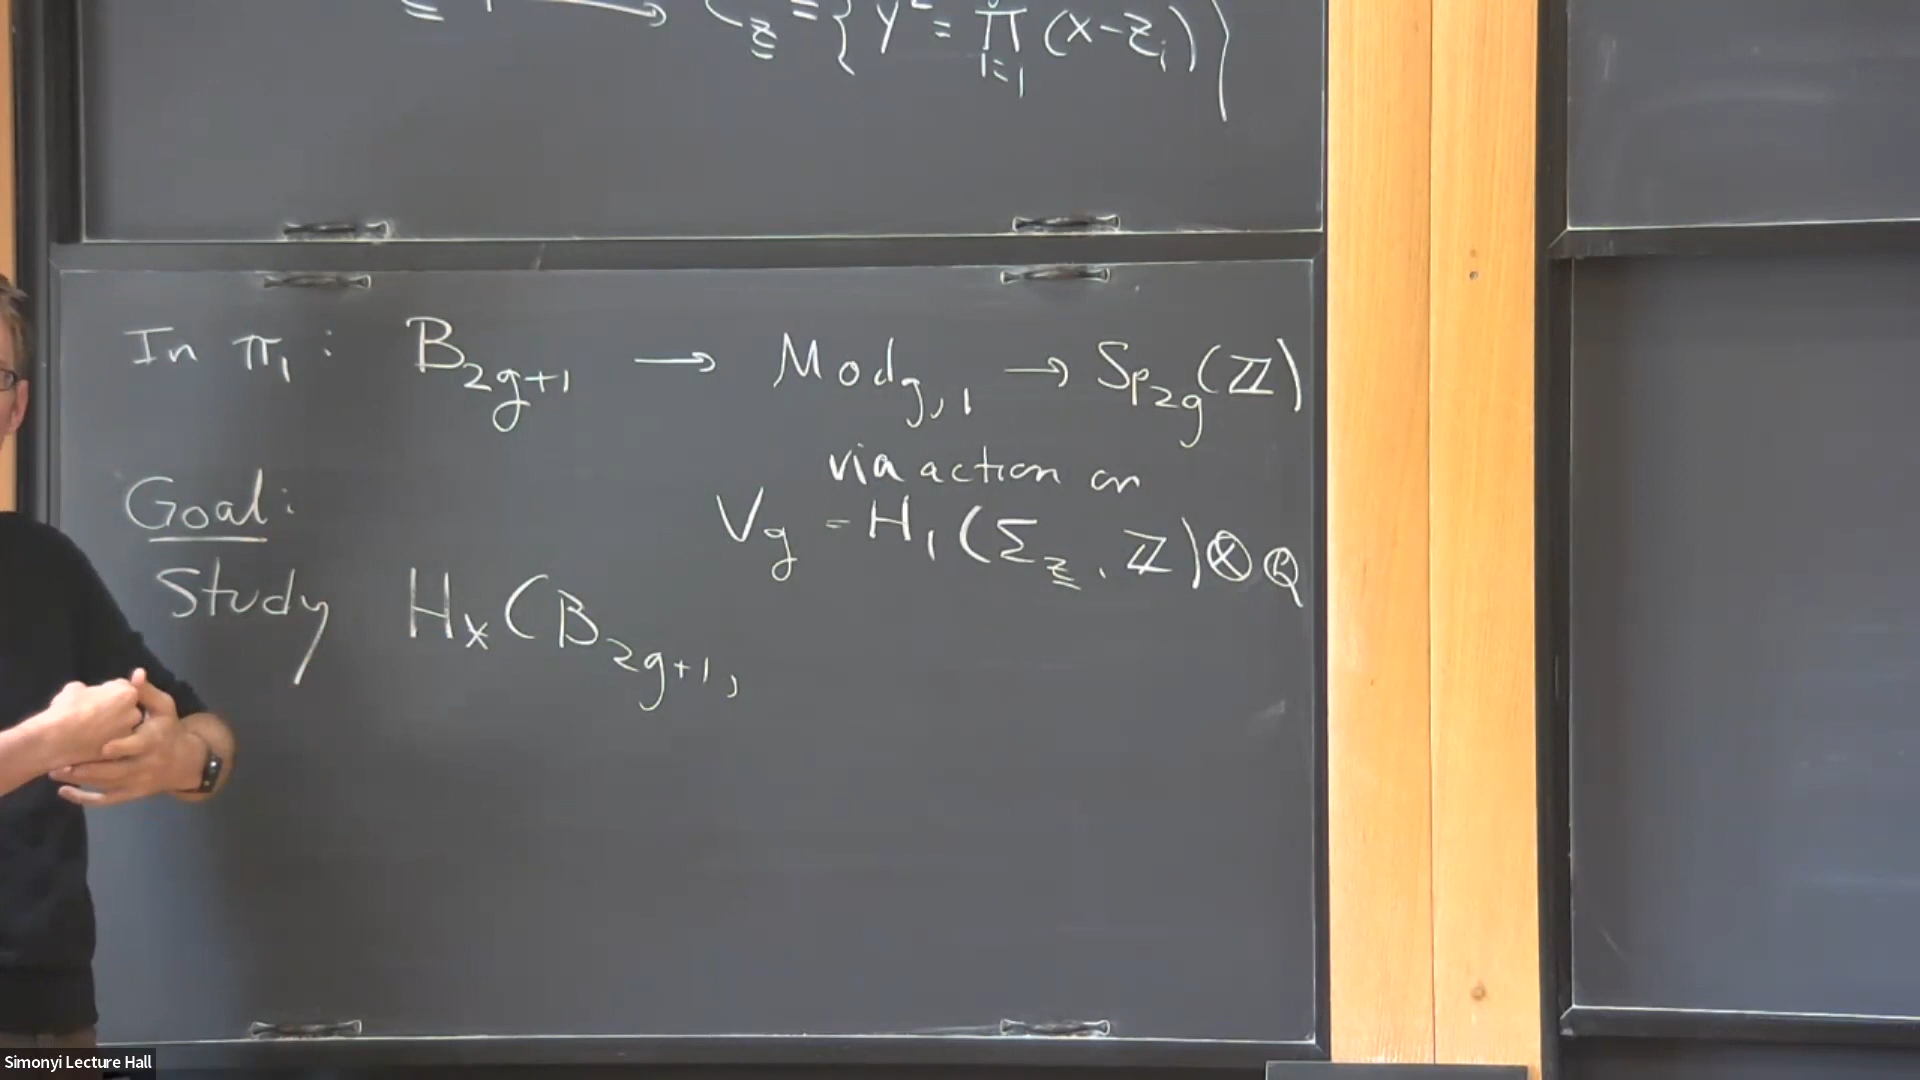 C_z = { y² = ∏_{i=1} (x-z_i) }
In π₁ : B_{2g+1} → Mod_{g,1} → Sp_{2g}(ℤ)
via action on
Goal:
V_g = H₁(Σ_z, ℤ)⊗ℚ
Study H_*(B_{2g+1},
Simonyi Lecture Hall